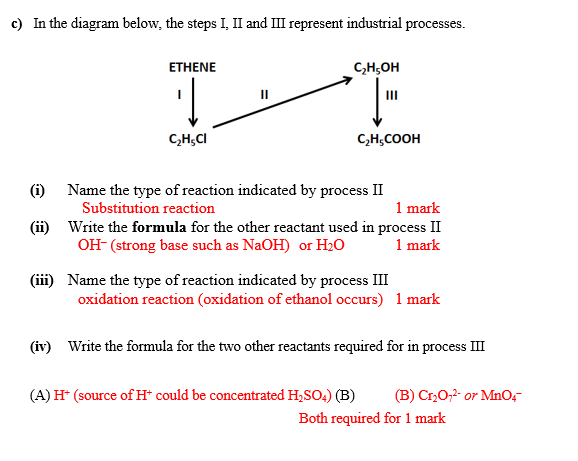 c) In the diagram below, the steps I, II and III represent industrial processes.
ETHENE C₂H₅OH
I II III
C₂H₅Cl C₂H₅COOH
(i) Name the type of reaction indicated by process II
Substitution reaction 1 mark
(ii) Write the formula for the other reactant used in process II
OH⁻ (strong base such as NaOH) or H₂O 1 mark
(iii) Name the type of reaction indicated by process III
oxidation reaction (oxidation of ethanol occurs) 1 mark
(iv) Write the formula for the two other reactants required for in process III
(A) H⁺ (source of H⁺ could be concentrated H₂SO₄) (B) (B) Cr₂O₇²⁻ or MnO₄⁻
Both required for 1 mark